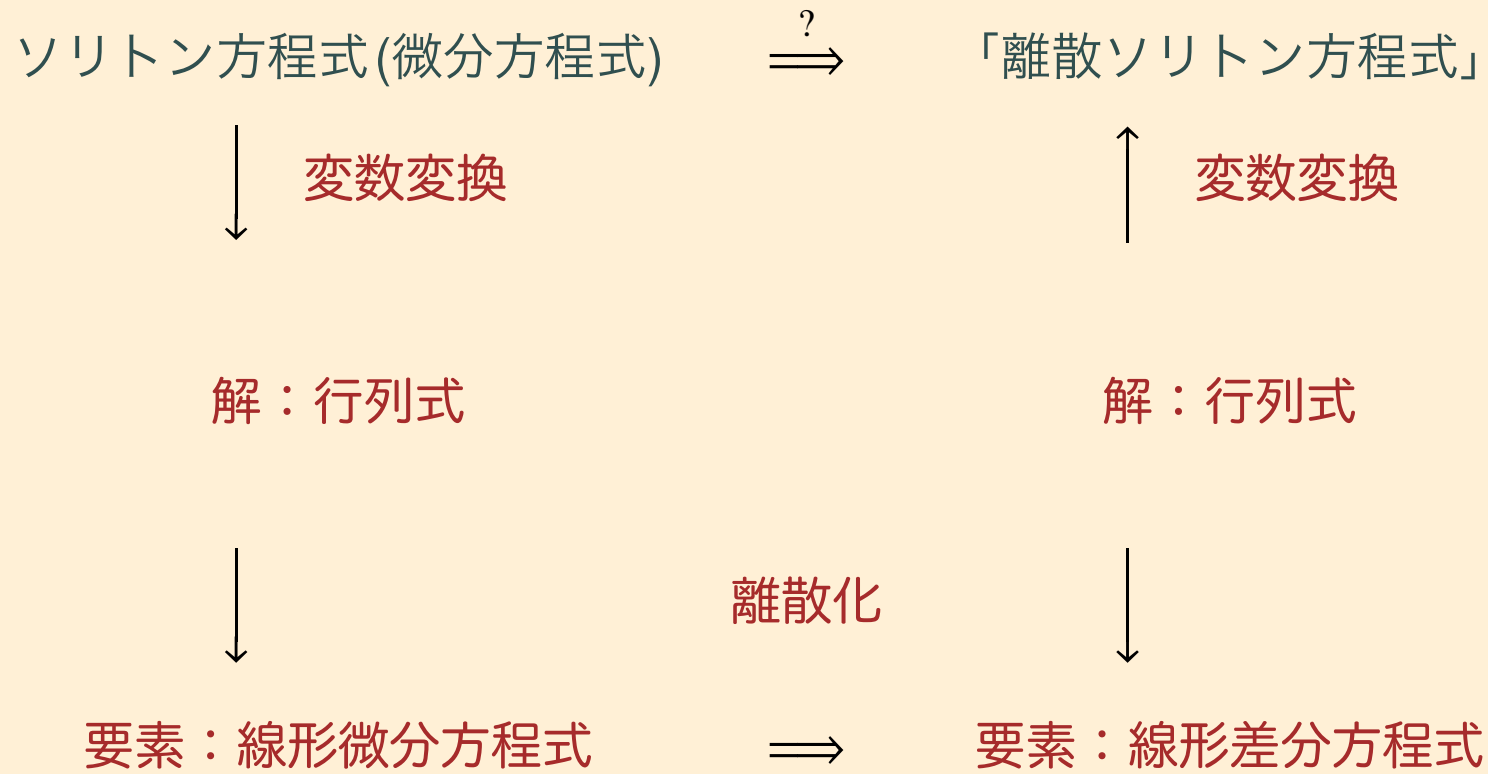 ?
ソリトン方程式(微分方程式) ⟹ 「離散ソリトン方程式」
変数変換 変数変換
解：行列式 解：行列式
離散化
要素：線形微分方程式 ⟹ 要素：線形差分方程式